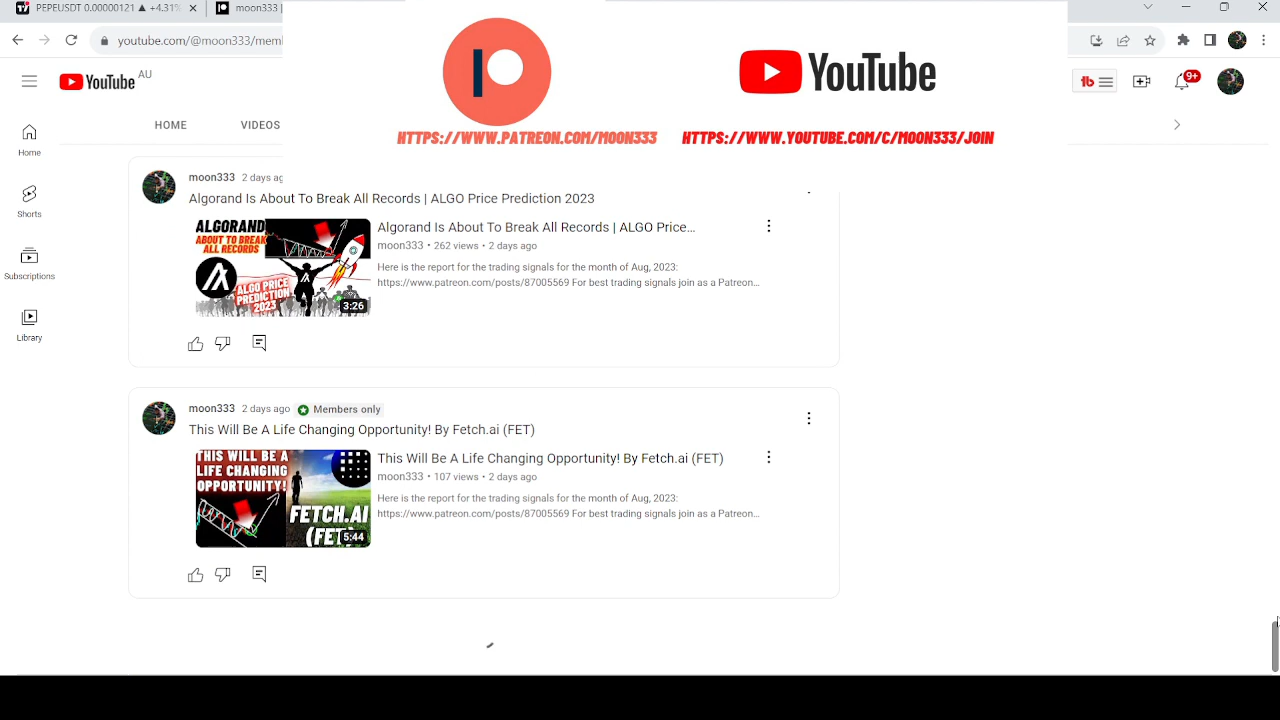 PEPEUSDT 0.00000121 ▲ +4.31%
moon333 |
youtube.com/@moon333/mem
YouTube
HTTPS://WWW.PATREON.COM/MOON333
HTTPS://WWW.YOUTUBE.COM/C/MOON333/JOIN
YouTube AU
9+
HOME
VIDEOS
Home
Shorts
Subscriptions
Library
moon333 2 days ag
Algorand Is About To Break All Records | ALGO Price Prediction 2023
ALGORAND
ABOUT TO BREAK
ALL RECORDS
ALGO PRICE
PREDICTION
2023
3:26
Algorand Is About To Break All Records | ALGO Price...
moon333 • 262 views • 2 days ago
Here is the report for the trading signals for the month of Aug, 2023:
https://www.patreon.com/posts/87005569 For best trading signals join as a Patreon...
moon333 2 days ago Members only
This Will Be A Life Changing Opportunity! By Fetch.ai (FET)
THIS WILL BE A
LIFE CHANGING
OPPORTUNITY!
FETCH.AI
(FET)
5:44
This Will Be A Life Changing Opportunity! By Fetch.ai (FET)
moon333 • 107 views • 2 days ago
Here is the report for the trading signals for the month of Aug, 2023:
https://www.patreon.com/posts/87005569 For best trading signals join as a Patreon...